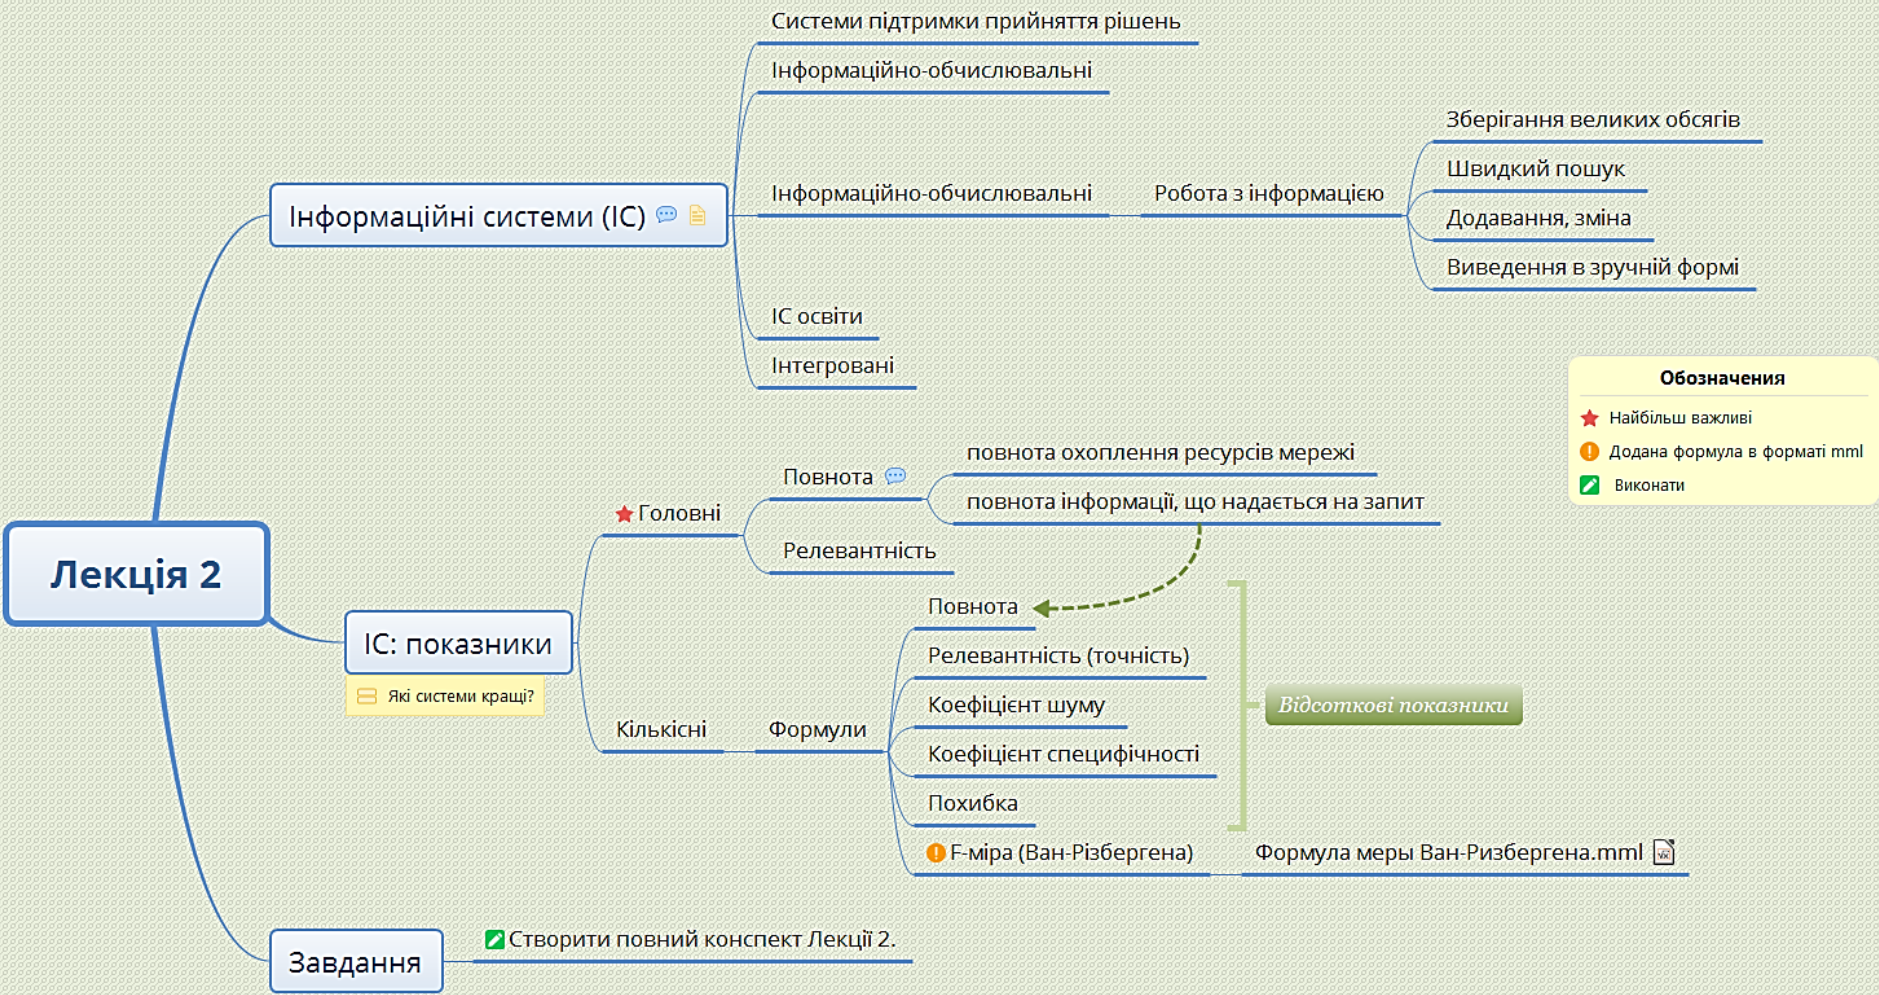 Системи підтримки прийняття рішень
Інформаційно-обчислювальні
Інформаційно-обчислювальні
Робота з інформацією
Зберігання великих обсягів
Швидкий пошук
Додавання, зміна
Виведення в зручній формі
Інформаційні системи (ІС)
ІС освіти
Інтегровані
Обозначения
Найбільш важливі
Додана формула в форматі mml
Виконати
Лекція 2
ІС: показники
Які системи кращі?
Головні
Повнота
повнота охоплення ресурсів мережі
повнота інформації, що надається на запит
Релевантність
Кількісні
Формули
Повнота
Релевантність (точність)
Коефіцієнт шуму
Коефіцієнт специфічності
Похибка
Відсоткові показники
F-міра (Ван-Різбергена)
Формула меры Ван-Ризбергена.mml
Завдання
Створити повний конспект Лекції 2.